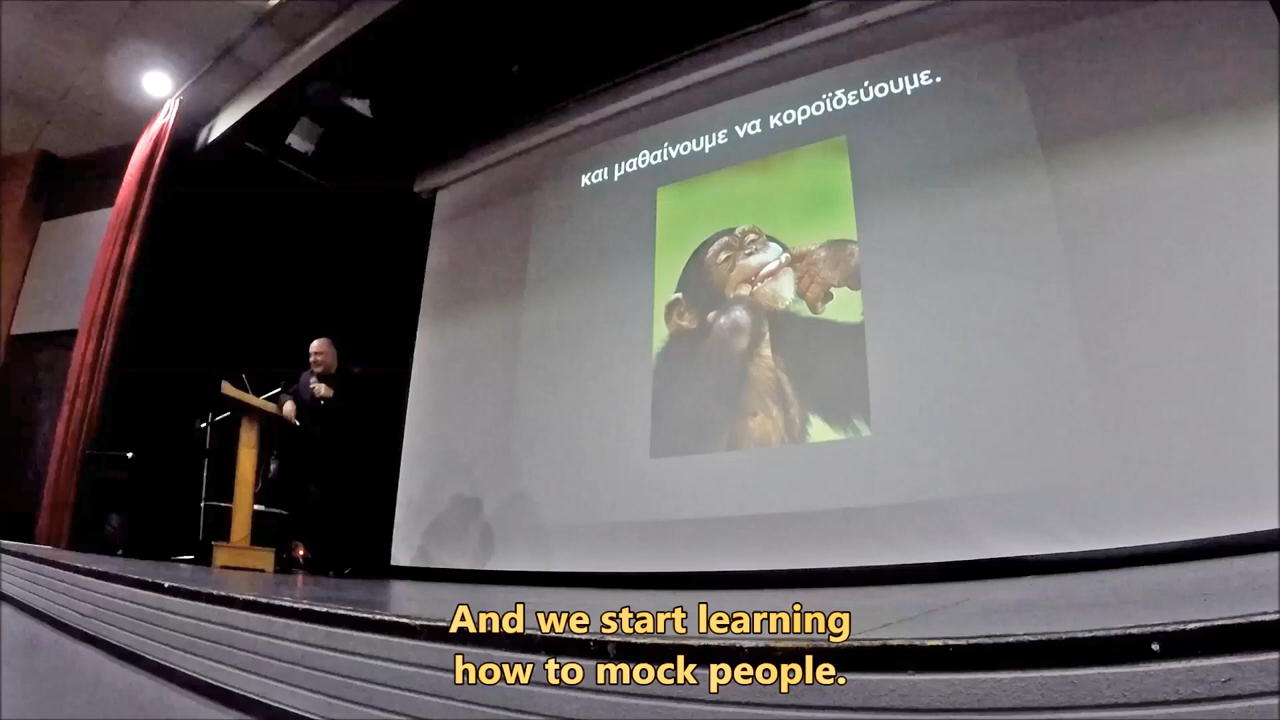 και μαθαίνουμε να κοροϊδεύουμε.
And we start learning
how to mock people.